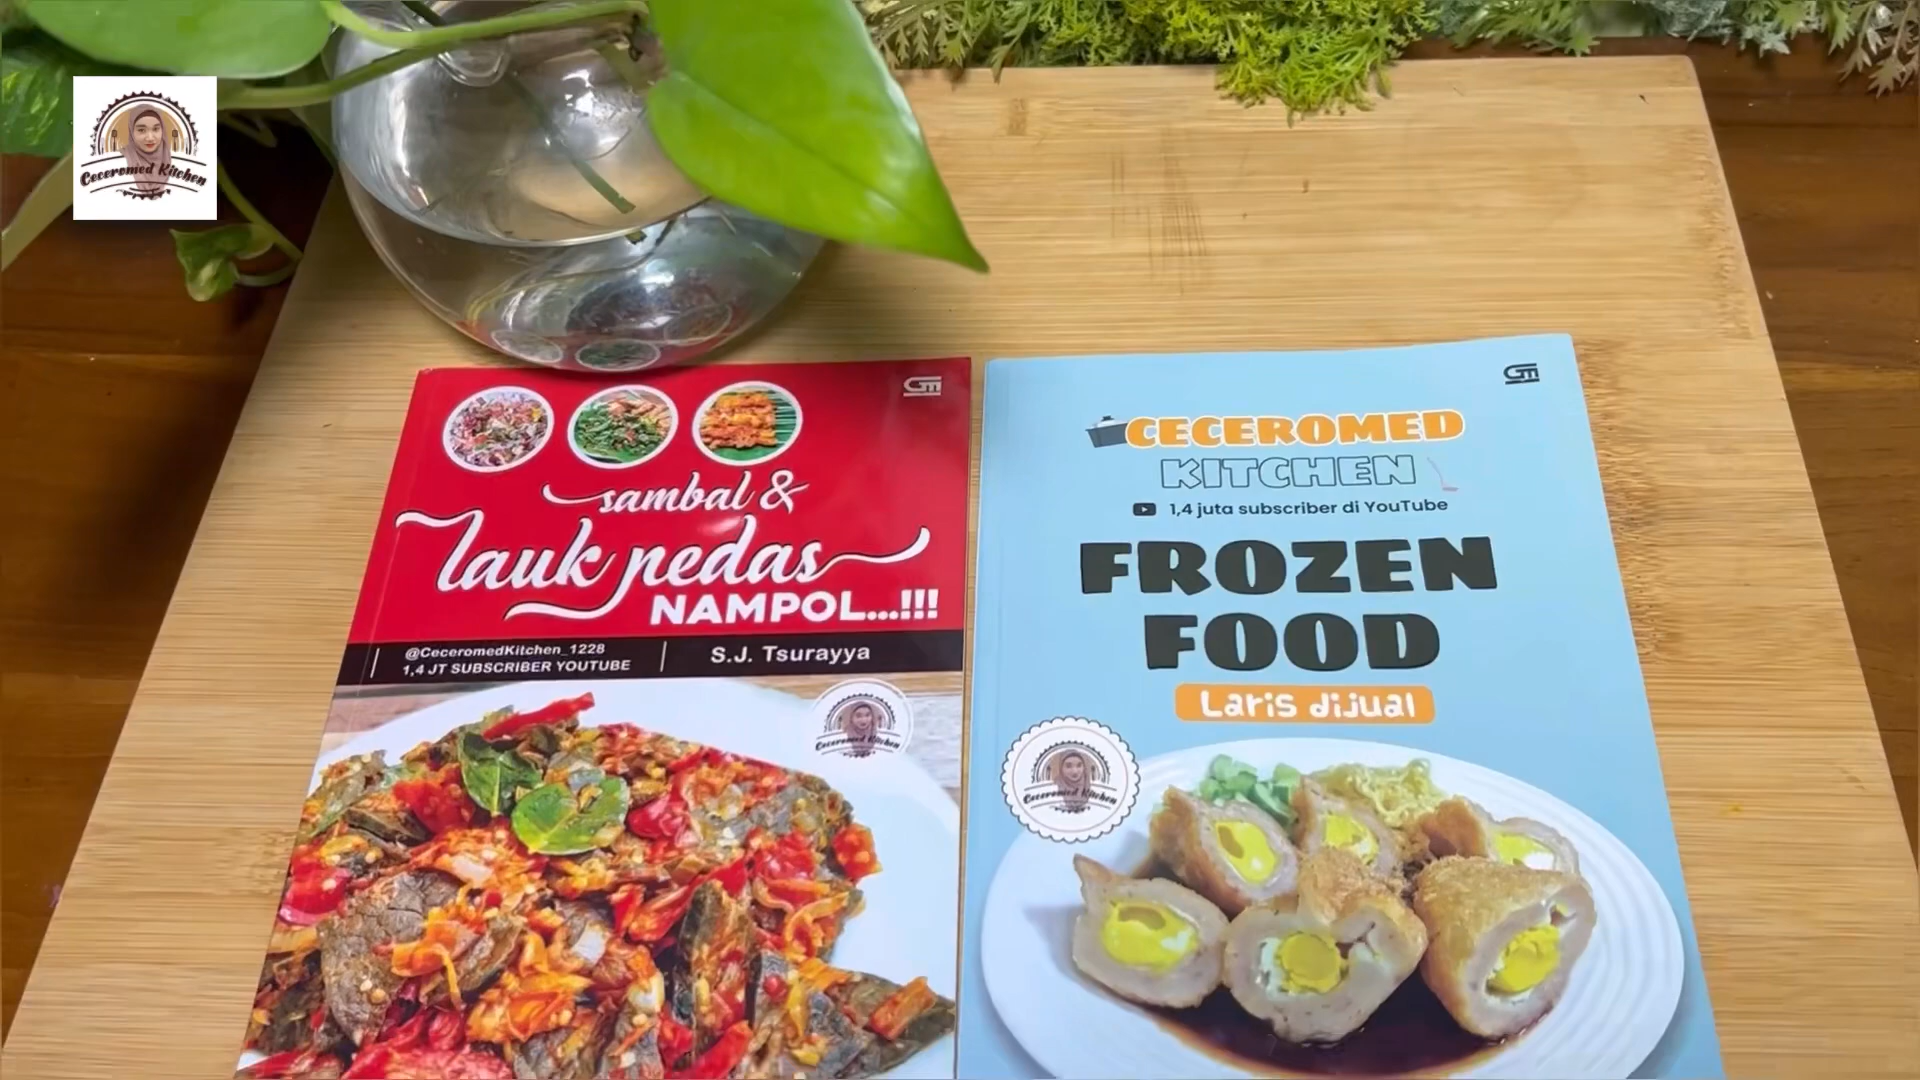 Ceceromed Kitchen
GM
sambal &
lauk pedas
NAMPOL...!!!
@CeceromedKitchen_1228
1,4 JT SUBSCRIBER YOUTUBE
S.J. Tsurayya
Ceceromed Kitchen
GM
CECEROMED
KITCHEN
1,4 juta subscriber di YouTube
FROZEN
FOOD
Laris dijual
Ceceromed Kitchen